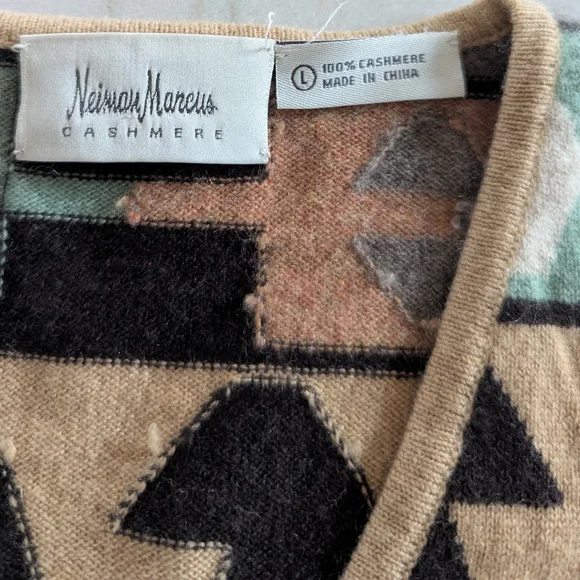 Neiman Marcus
CASHMERE
L
100% CASHMERE
MADE IN CHINA